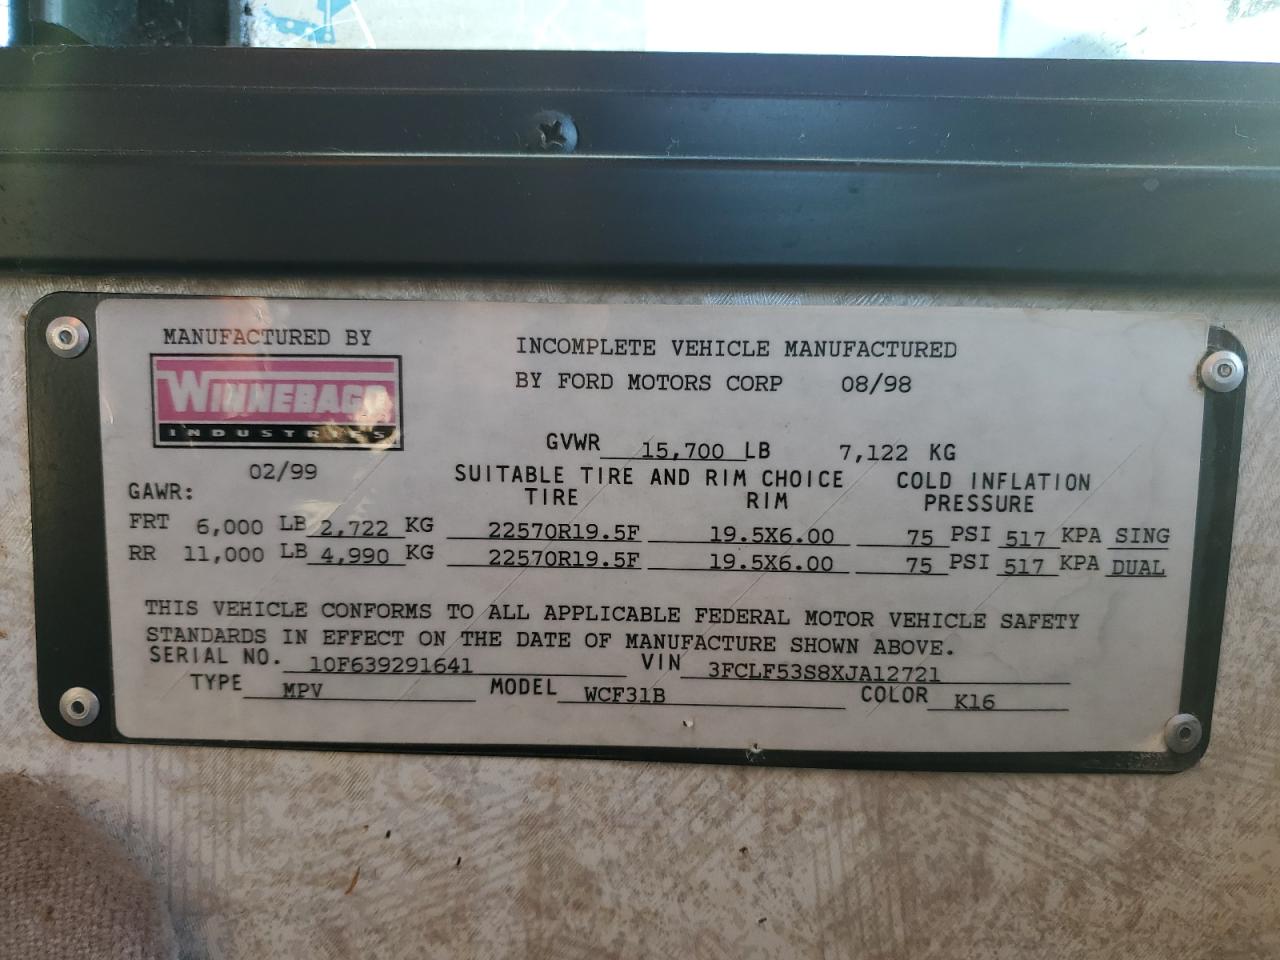 MANUFACTURED BY
WINNEBAGO
INDUSTRIES
02/99
INCOMPLETE VEHICLE MANUFACTURED
BY FORD MOTORS CORP 08/98
GVWR 15,700 LB 7,122 KG
SUITABLE TIRE AND RIM CHOICE COLD INFLATION
GAWR: TIRE RIM PRESSURE
FRT 6,000 LB 2,722 KG 22570R19.5F 19.5X6.00 75 PSI 517 KPA SING
RR 11,000 LB 4,990 KG 22570R19.5F 19.5X6.00 75 PSI 517 KPA DUAL
THIS VEHICLE CONFORMS TO ALL APPLICABLE FEDERAL MOTOR VEHICLE SAFETY
STANDARDS IN EFFECT ON THE DATE OF MANUFACTURE SHOWN ABOVE.
SERIAL NO. 10F639291641 VIN 3FCLF53S8XJA12721
TYPE MPV MODEL WCF31B COLOR K16